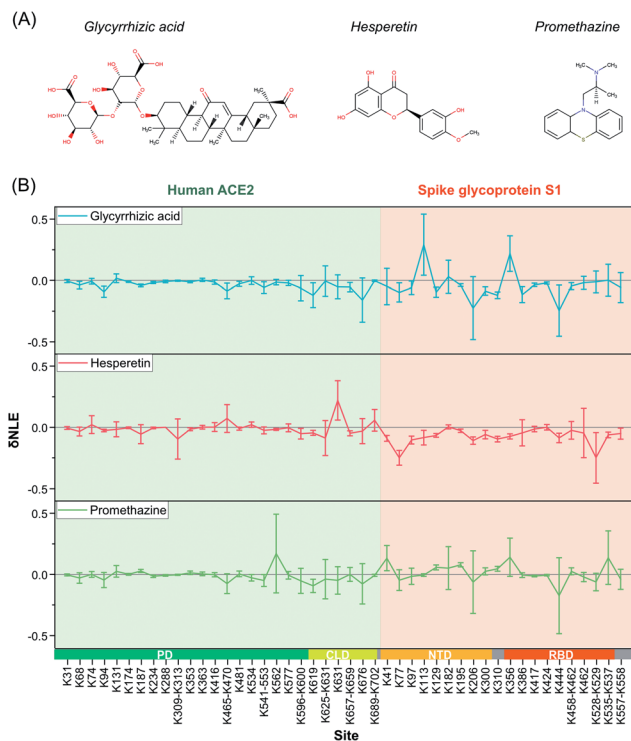 (A)
Glycyrrhizic acid
Hesperetin
Promethazine
(B)
Human ACE2
Spike glycoprotein S1
Glycyrrhizic acid
Hesperetin
Promethazine
δNLE
0.5
0.0
-0.5
0.5
0.0
-0.5
0.5
0.0
-0.5
PD
CLD
NTD
RBD
K31
K68
K74
K94
K131
K174
K187
K234
K288
K309-K313
K353
K363
K416
K465-K470
K481
K534
K541-553
K562
K577
K596-K600
K619
K625-K631
K631
K657-K659
K676
K689-K702
K41
K77
K97
K113
K129
K182
K195
K206
K300
K310
K356
K386
K417
K424
K444
K458-K462
K462
K528-K529
K535-K537
K557-K558
Site